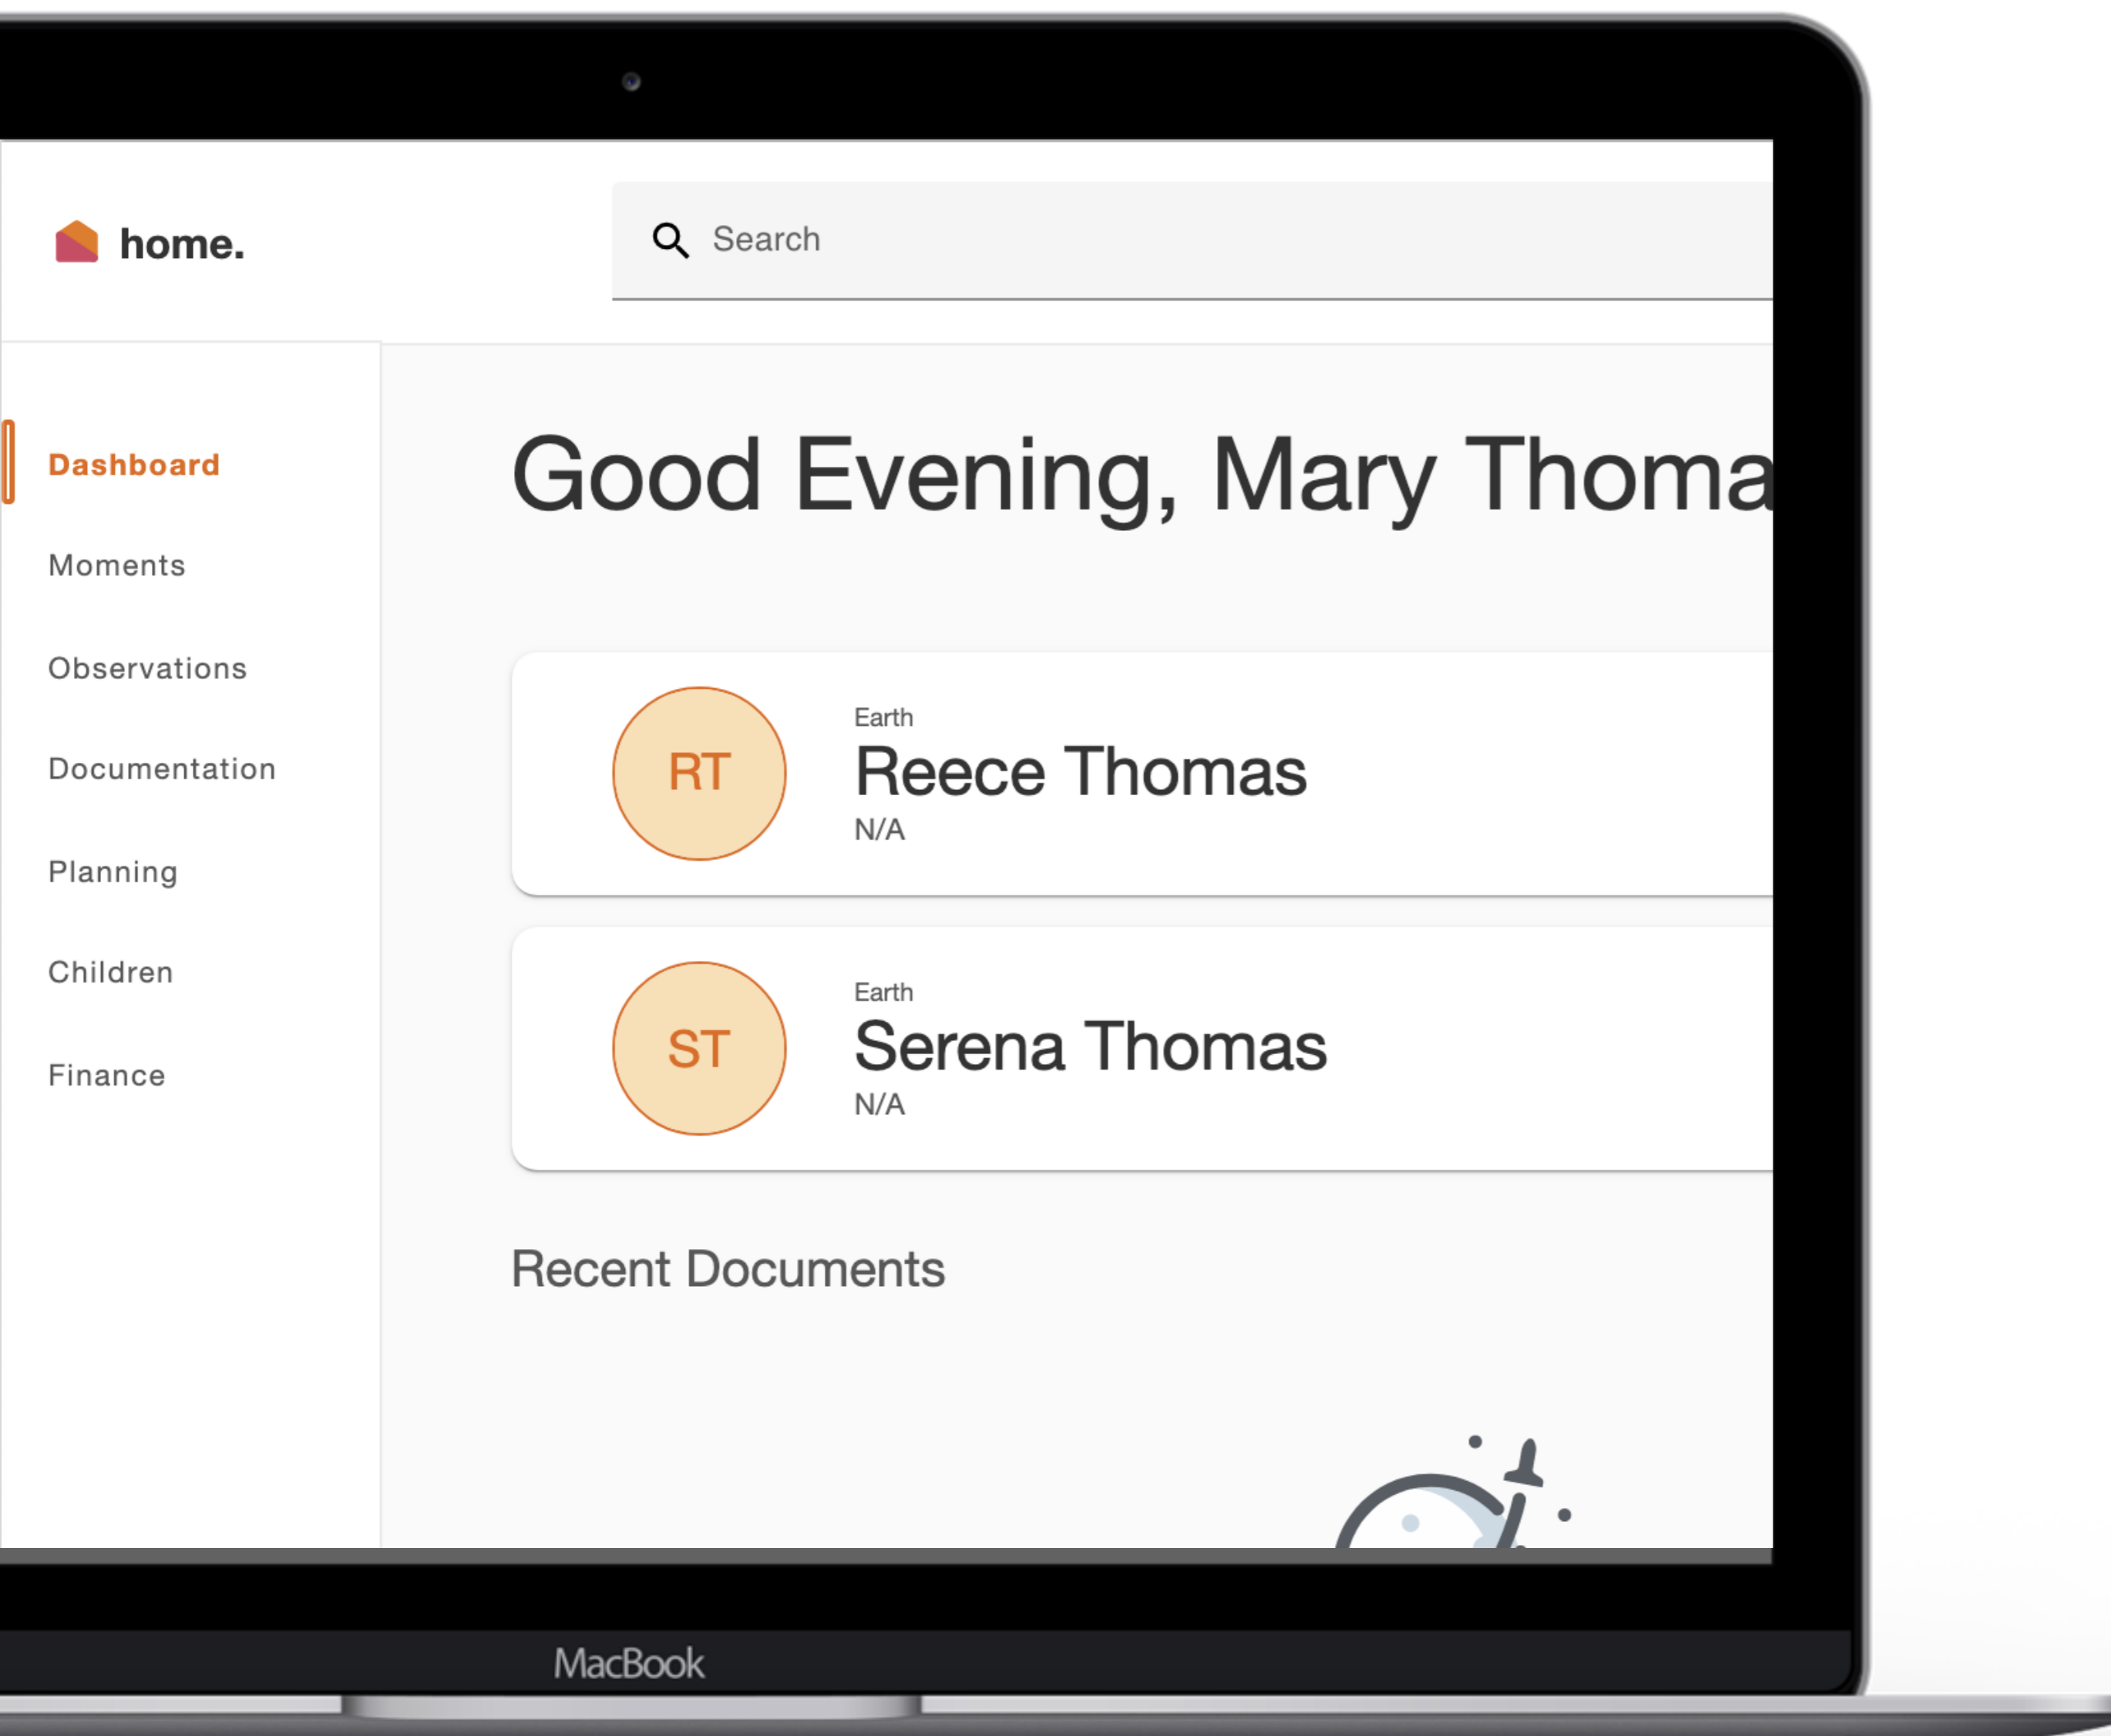 home.
Search
Dashboard
Moments
Observations
Documentation
Planning
Children
Finance
Good Evening, Mary Thoma
RT
Earth
Reece Thomas
N/A
ST
Earth
Serena Thomas
N/A
Recent Documents
MacBook